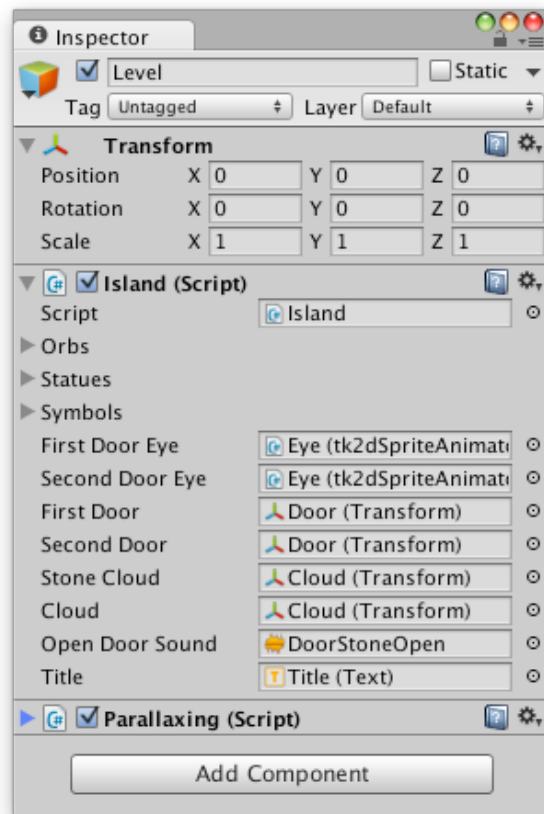 Inspector
Level Static
Tag Untagged Layer Default
Transform
Position X 0 Y 0 Z 0
Rotation X 0 Y 0 Z 0
Scale X 1 Y 1 Z 1
Island (Script)
Script Island
Orbs
Statues
Symbols
First Door Eye Eye (tk2dSpriteAnimato
Second Door Eye Eye (tk2dSpriteAnimato
First Door Door (Transform)
Second Door Door (Transform)
Stone Cloud Cloud (Transform)
Cloud Cloud (Transform)
Open Door Sound DoorStoneOpen
Title Title (Text)
Parallaxing (Script)
Add Component